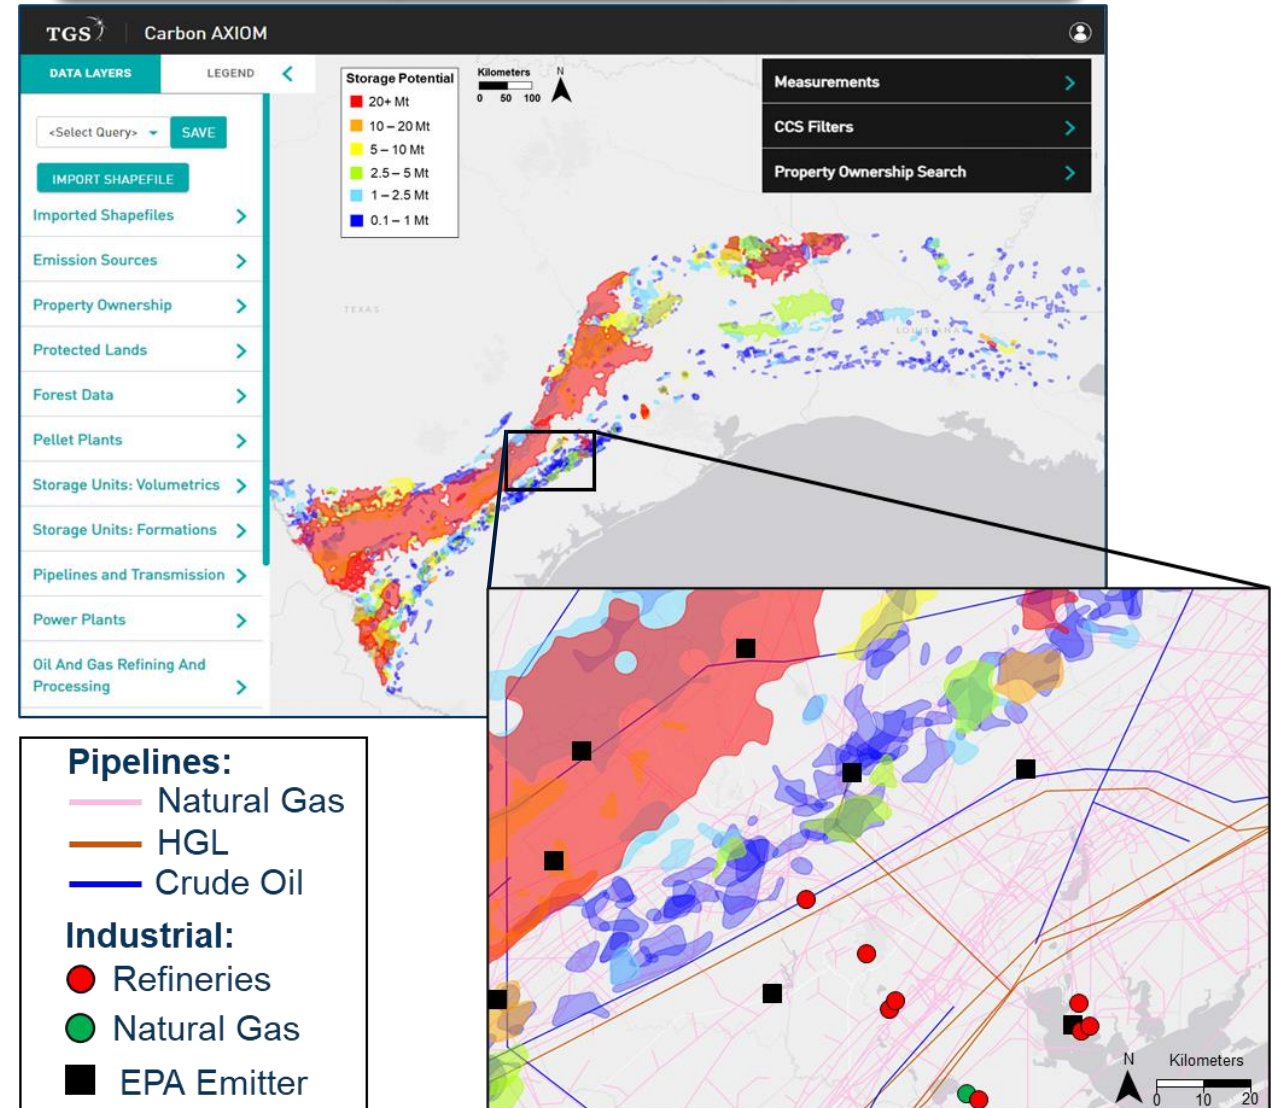 TGS
Carbon AXIOM
DATA LAYERS
LEGEND
<Select Query>
SAVE
IMPORT SHAPEFILE
Imported Shapefiles
Emission Sources
Property Ownership
Protected Lands
Forest Data
Pellet Plants
Storage Units: Volumetrics
Storage Units: Formations
Pipelines and Transmission
Power Plants
Oil And Gas Refining And
Processing
Storage Potential
20+ Mt
10 – 20 Mt
5 – 10 Mt
2.5 – 5 Mt
1 – 2.5 Mt
0.1 – 1 Mt
Kilometers
0 50 100
N
Measurements
CCS Filters
Property Ownership Search
TEXAS
LOUISIANA
Pipelines:
Natural Gas
HGL
Crude Oil
Industrial:
Refineries
Natural Gas
EPA Emitter
N
Kilometers
0 10 20